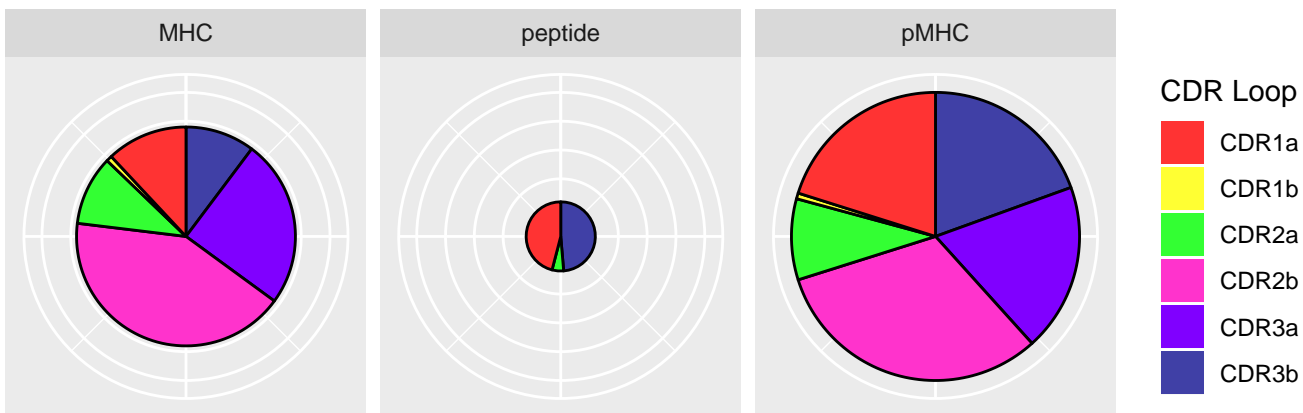 MHC
peptide
pMHC
CDR Loop
CDR1a
CDR1b
CDR2a
CDR2b
CDR3a
CDR3b